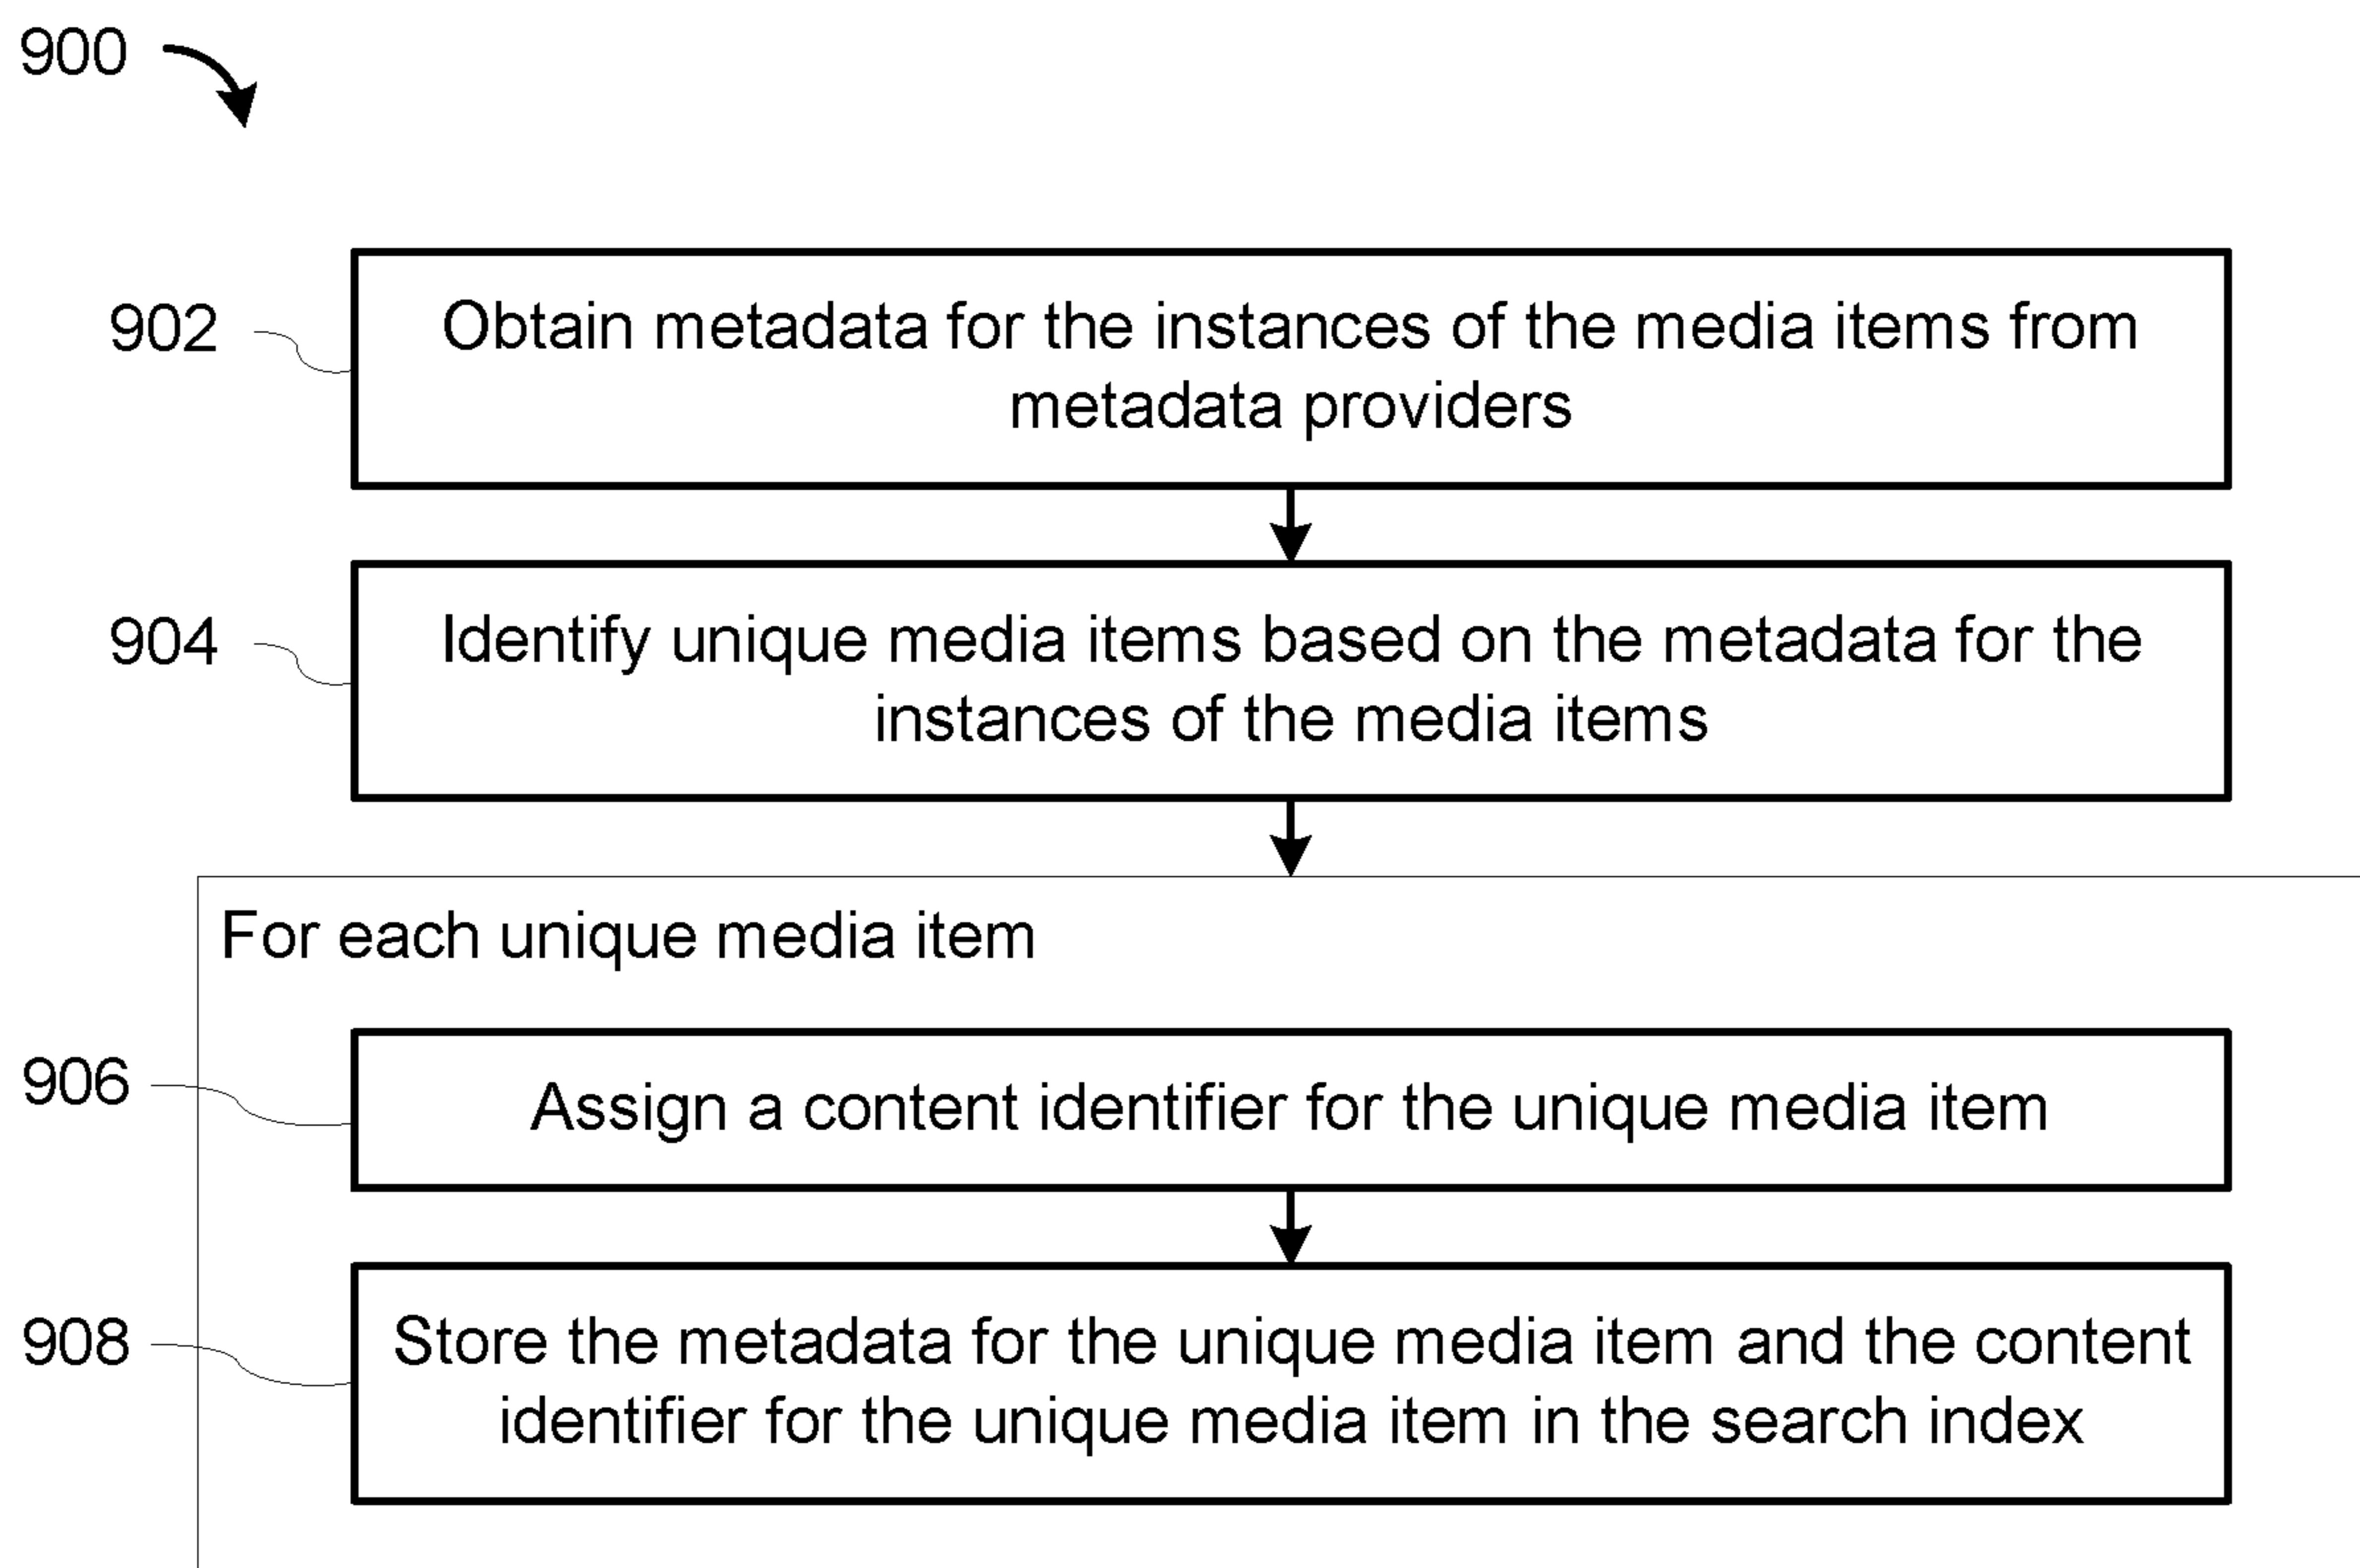 900
902
Obtain metadata for the instances of the media items from
metadata providers
904
Identify unique media items based on the metadata for the
instances of the media items
For each unique media item
906
Assign a content identifier for the unique media item
908
Store the metadata for the unique media item and the content
identifier for the unique media item in the search index